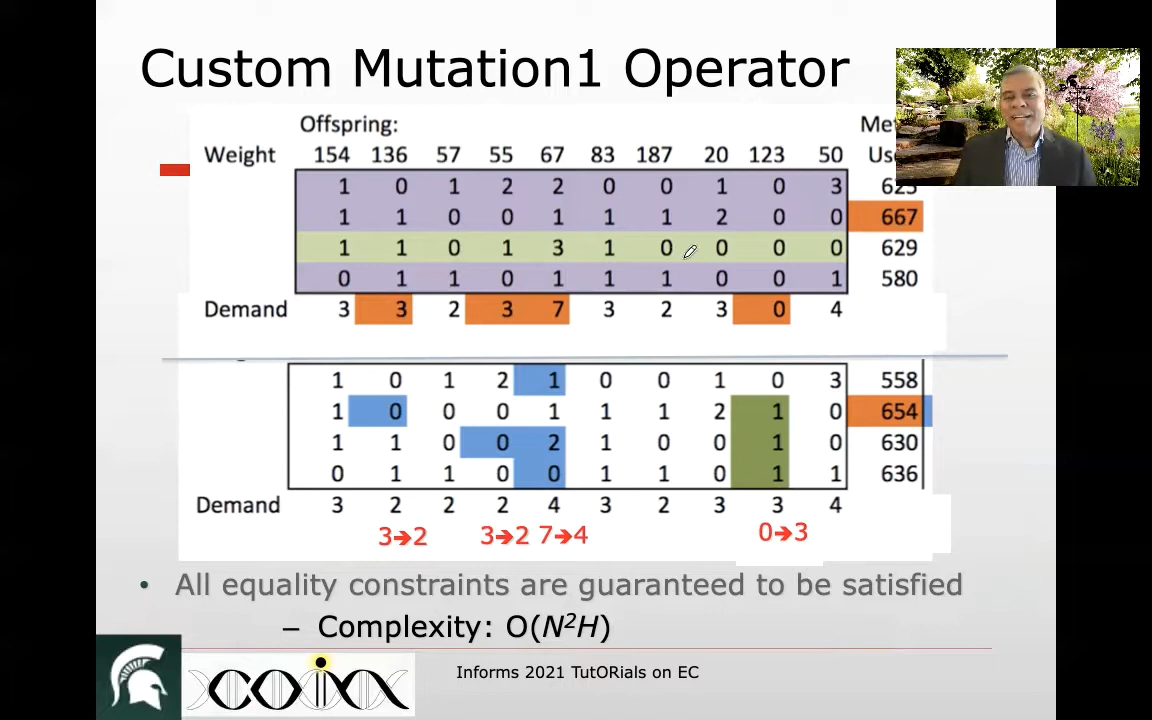 Custom Mutation1 Operator
Offspring:
Weight 154 136 57 55 67 83 187 20 123 50
1 0 1 2 2 0 0 1 0 3
1 1 0 0 1 1 1 2 0 0 667
1 1 0 1 3 1 0 0 0 0 629
0 1 1 0 1 1 1 0 0 1 580
Demand 3 3 2 3 7 3 2 3 0 4
1 0 1 2 1 0 0 1 0 3 558
1 0 0 0 1 1 1 2 1 0 654
1 1 0 0 2 1 0 0 1 0 630
0 1 1 0 0 1 1 0 1 1 636
Demand 3 2 2 2 4 3 2 3 3 4
3➔2 3➔2 7➔4 0➔3
• All equality constraints are guaranteed to be satisfied
– Complexity: O(N²H)
COIN
Informs 2021 TutORials on EC